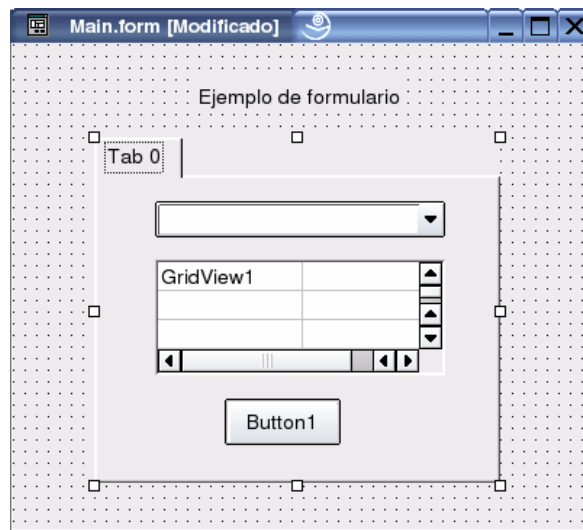 Main.form [Modificado]
Ejemplo de formulario
Tab 0
GridView1
Button1